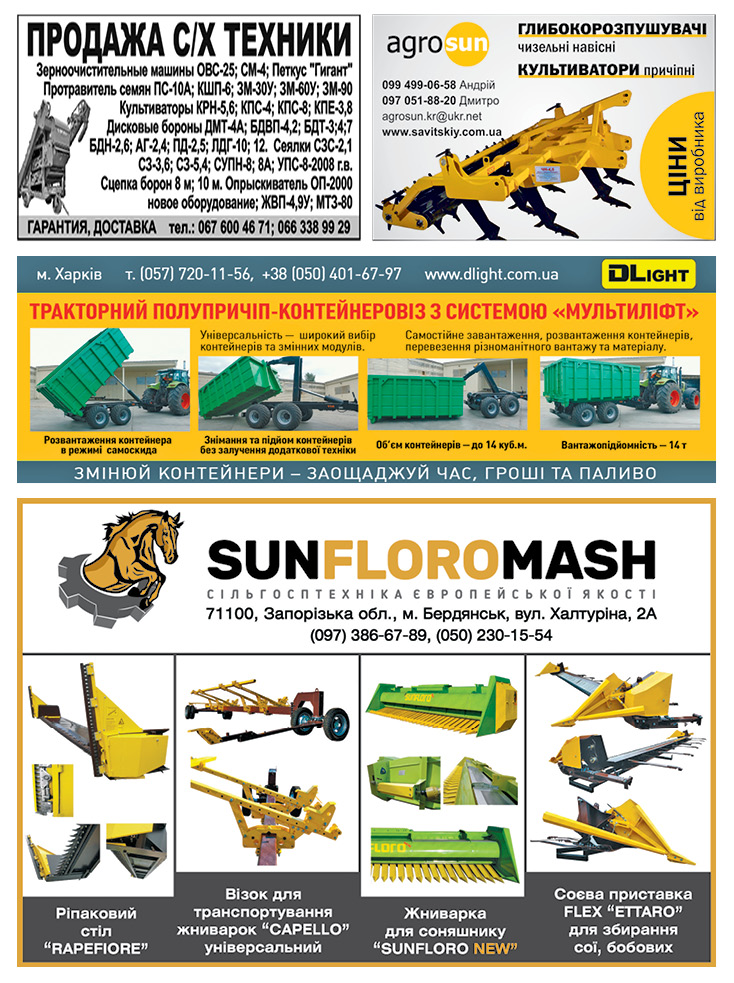 ПРОДАЖА С/Х ТЕХНИКИ
Зерноочистительные машины ОВС-25; СМ-4; Петкус "Гигант"
Протравитель семян ПС-10А; КШП-6; ЗМ-30У; ЗМ-60У; ЗМ-90
Культиваторы КРН-5,6; КПС-4; КПС-8; КПЕ-3,8
Дисковые бороны ДМТ-4А; БДВП-4,2; БДТ-3;4;7
БДН-2,6; АГ-2,4; ПД-2,5; ЛДГ-10; 12. Сеялки СЗС-2,1
СЗ-3,6; СЗ-5,4; СУПН-8; 8А; УПС-8-2008 г.в.
Сцепка борон 8 м; 10 м. Опрыскиватель ОП-2000
новое оборудование; ЖВП-4,9У; МТЗ-80
ГАРАНТИЯ, ДОСТАВКА тел.: 067 600 46 71; 066 338 99 29
agrosun
ГЛИБОКОРОЗПУШУВАЧІ
чизельні навісні
КУЛЬТИВАТОРИ причіпні
099 499-06-58 Андрій
097 051-88-20 Дмитро
agrosun.kr@ukr.net
www.savitskiy.com.ua
ЦІНИ
від виробника
м. Харків т. (057) 720-11-56, +38 (050) 401-67-97 www.dlight.com.ua DLIGHT
ТРАКТОРНИЙ ПОЛУПРИЧІП-КОНТЕЙНЕРОВІЗ З СИСТЕМОЮ «МУЛЬТИЛІФТ»
Універсальність — широкий вибір
контейнерів та змінних модулів.
Самостійне завантаження, розвантаження контейнерів,
перевезення різноманітного вантажу та матеріалу.
Розвантаження контейнера
в режимі самоскида
Знімання та підйом контейнерів
без залучення додаткової техніки
Об'єм контейнерів – до 14 куб.м.
Вантажопідйомність – 14 т
ЗМІНЮЙ КОНТЕЙНЕРИ – ЗАОЩАДЖУЙ ЧАС, ГРОШІ ТА ПАЛИВО
SUNFLOROMASH
СІЛЬГОСПТЕХНІКА ЄВРОПЕЙСЬКОЇ ЯКОСТІ
71100, Запорізька обл., м. Бердянськ, вул. Халтуріна, 2А
(097) 386-67-89, (050) 230-15-54
SUNFLORO
FLORO
Ріпаковий
стіл
“RAPEFIORE”
Візок для
транспортування
жниварок “CAPELLO”
універсальний
Жниварка
для соняшнику
“SUNFLORO NEW”
Соєва приставка
FLEX “ETTARO”
для збирання
сої, бобових